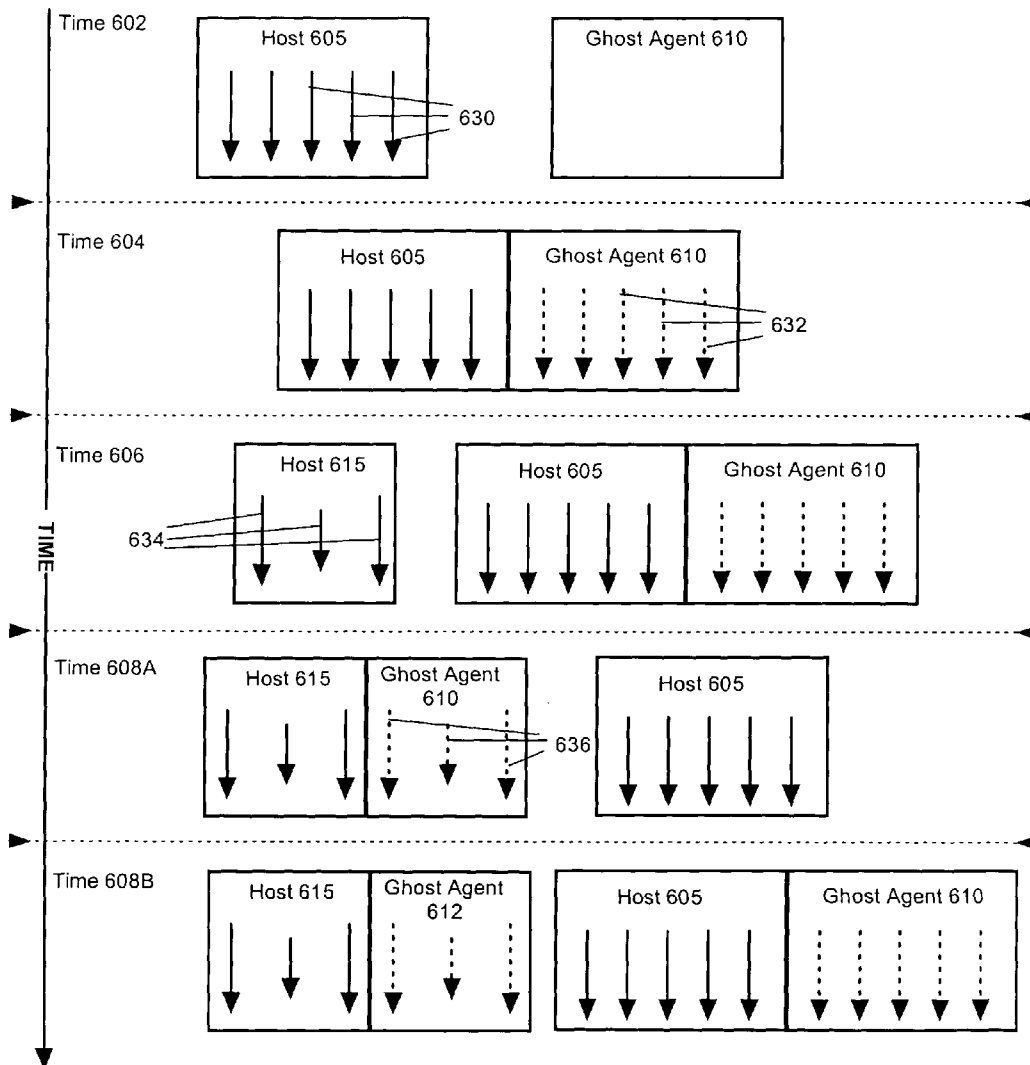 Time 602
Host 605
Ghost Agent 610
630
Time 604
Host 605
Ghost Agent 610
632
Time 606
Host 615
Host 605
Ghost Agent 610
634
TIME
Time 608A
Host 615
Ghost Agent
610
Host 605
636
Time 608B
Host 615
Ghost Agent
612
Host 605
Ghost Agent 610